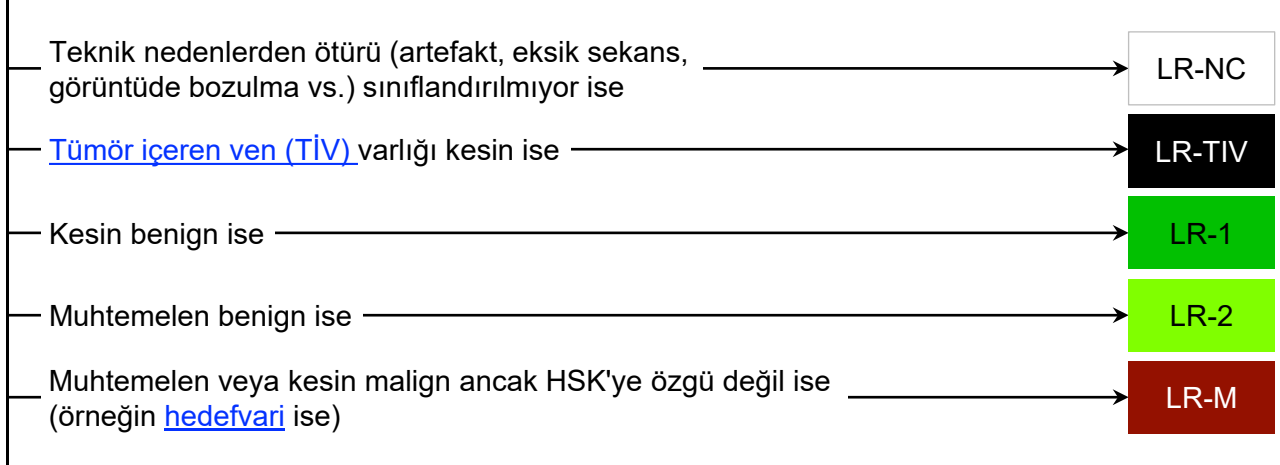 Teknik nedenlerden ötürü (artefakt, eksik sekans,
görüntüde bozulma vs.) sınıflandırılmıyor ise
LR-NC
Tümör içeren ven (TİV) varlığı kesin ise
LR-TIV
Kesin benign ise
LR-1
Muhtemelen benign ise
LR-2
Muhtemelen veya kesin malign ancak HSK'ye özgü değil ise
(örneğin hedefvari ise)
LR-M